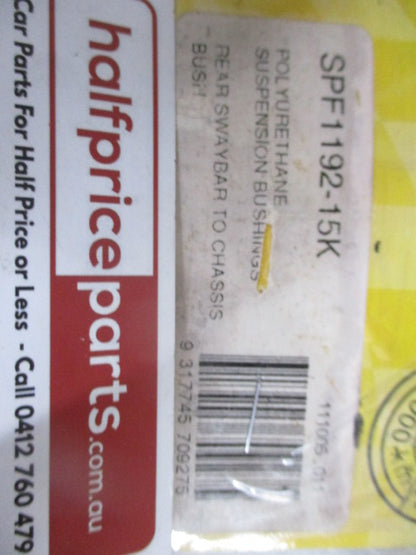 SPF1192-15K
POLYURETHANE
SUSPENSION BUSHINGS
REAR SWAYBAR TO CHASSIS
9 317745 709275
halfpriceparts.com.au
Car Parts For Half Price or Less - Call 0412 760 479